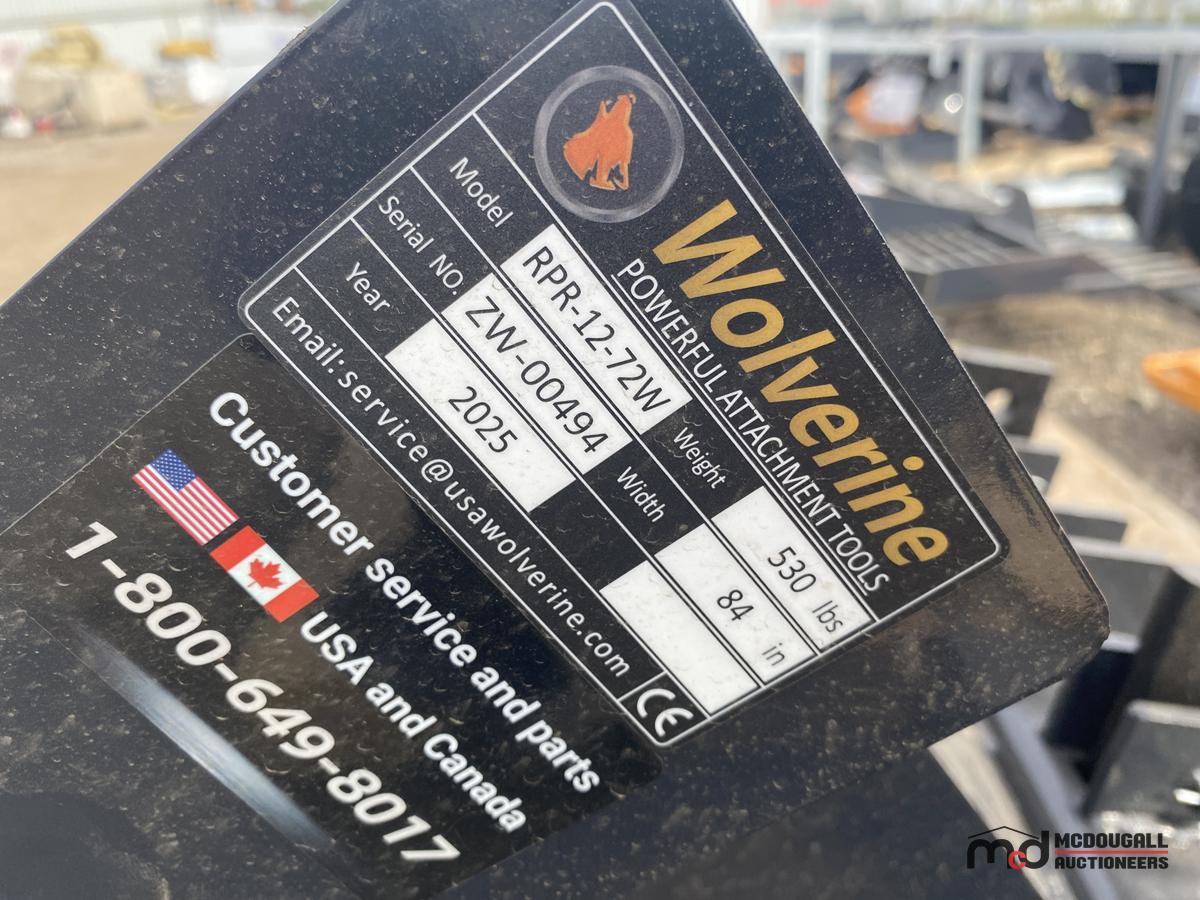 Wolverine
POWERFUL ATTACHMENT TOOLS
Model RPR-12-72W Weight 530 lbs
Serial NO. ZW-00494 Width 84 in
Year 2025
Email: service@usawolverine.com CE
Customer service and parts
USA and Canada
1-800-649-8017
mcd MCDOUGALL
AUCTIONEERS